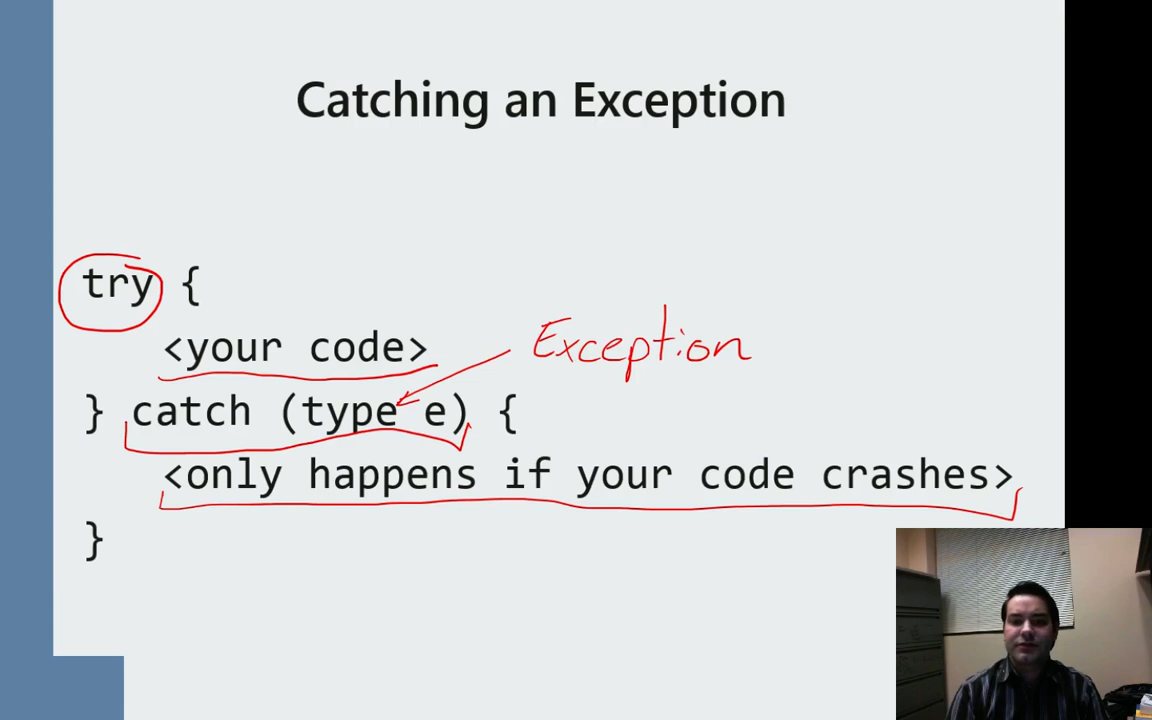 Catching an Exception
try {
<your code>
Exception
} catch (type e) {
<only happens if your code crashes>
}